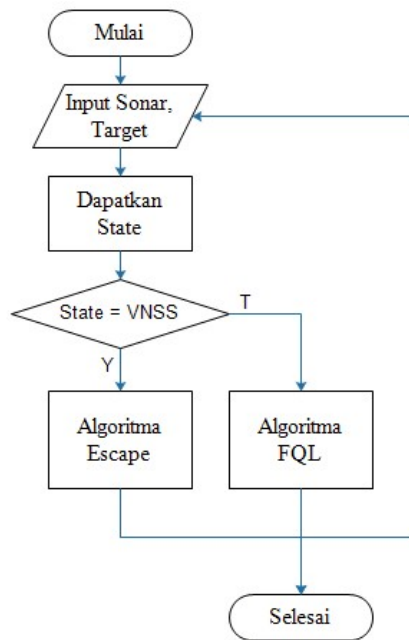 Mulai
Input Sonar,
Target
Dapatkan
State
State = VNSS
T
Y
Algoritma
Escape
Algoritma
FQL
Selesai